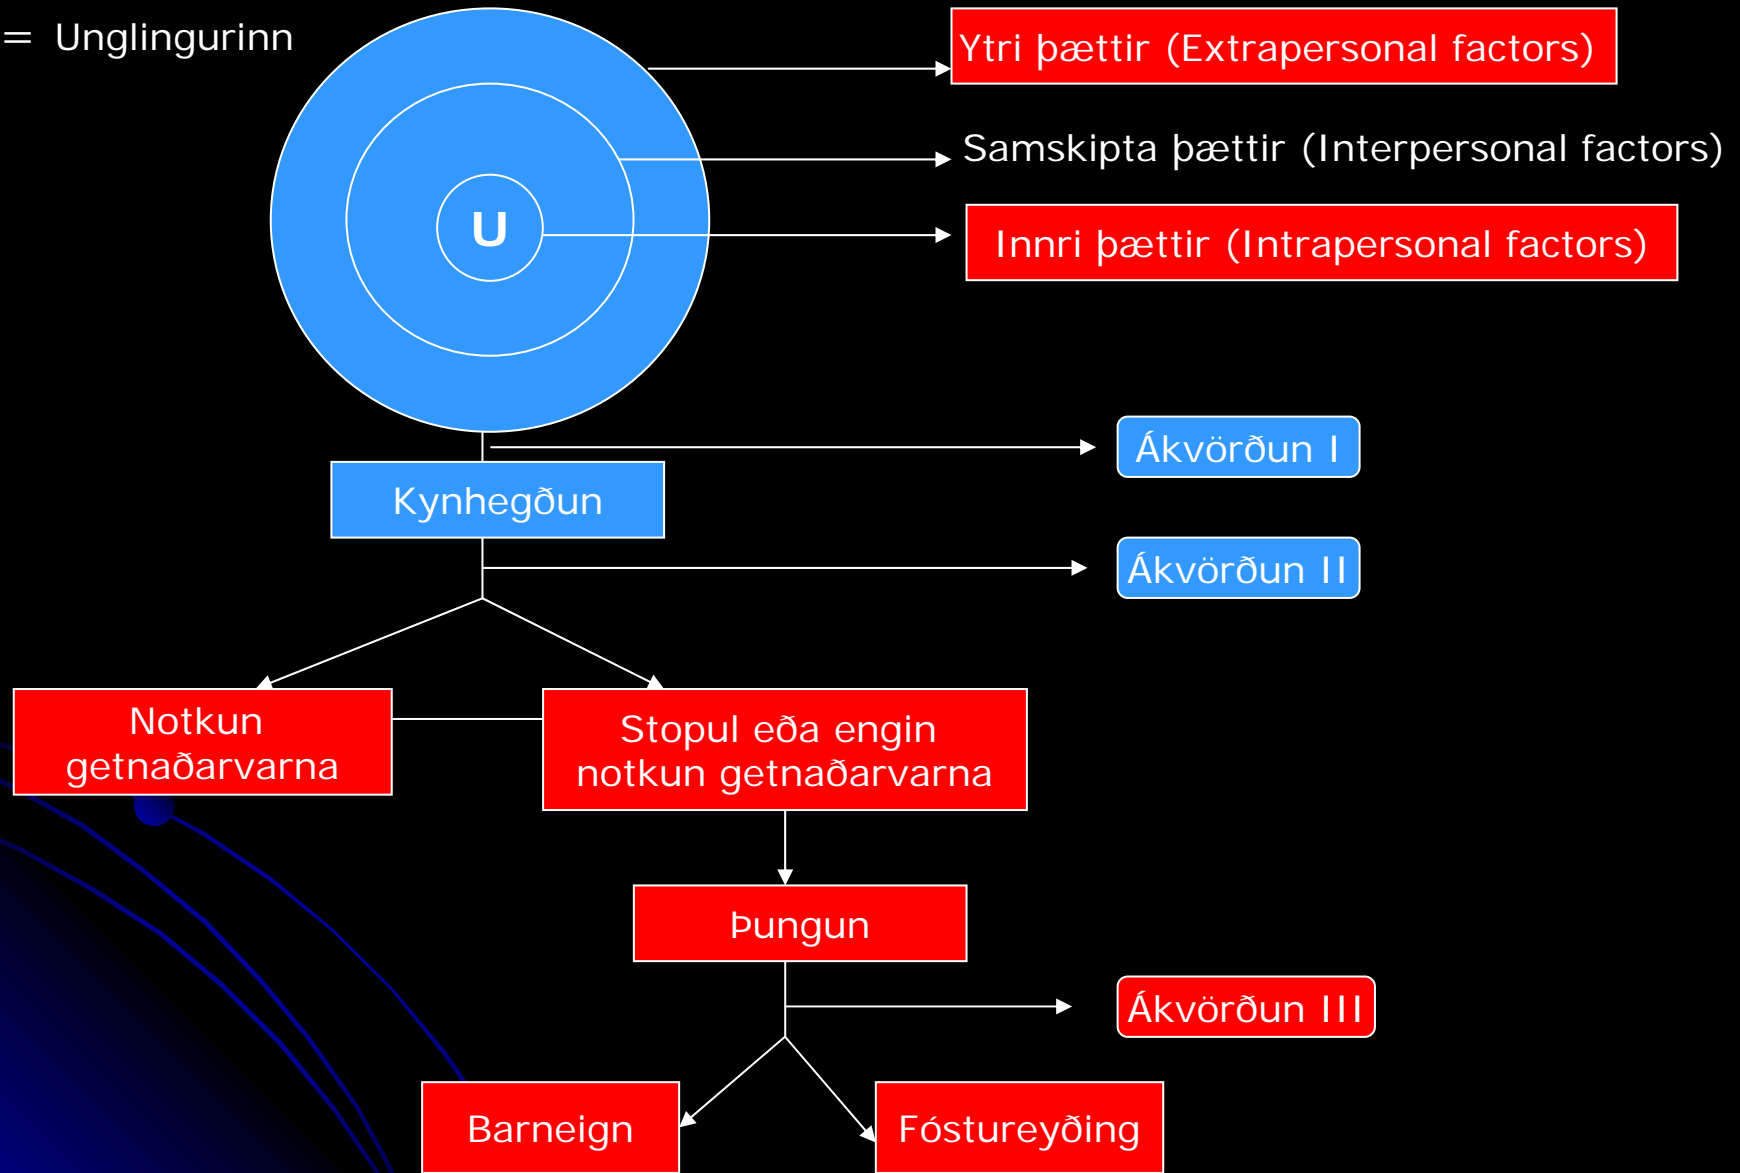 = Unglingurinn
Ytri þættir (Extrapersonal factors)
Samskipta þættir (Interpersonal factors)
U
Innri þættir (Intrapersonal factors)
Ákvörðun I
Kynhegðun
Ákvörðun II
Notkun
getnaðarvarna
Stopul eða engin
notkun getnaðarvarna
Þungun
Ákvörðun III
Barneign
Fóstureyðing